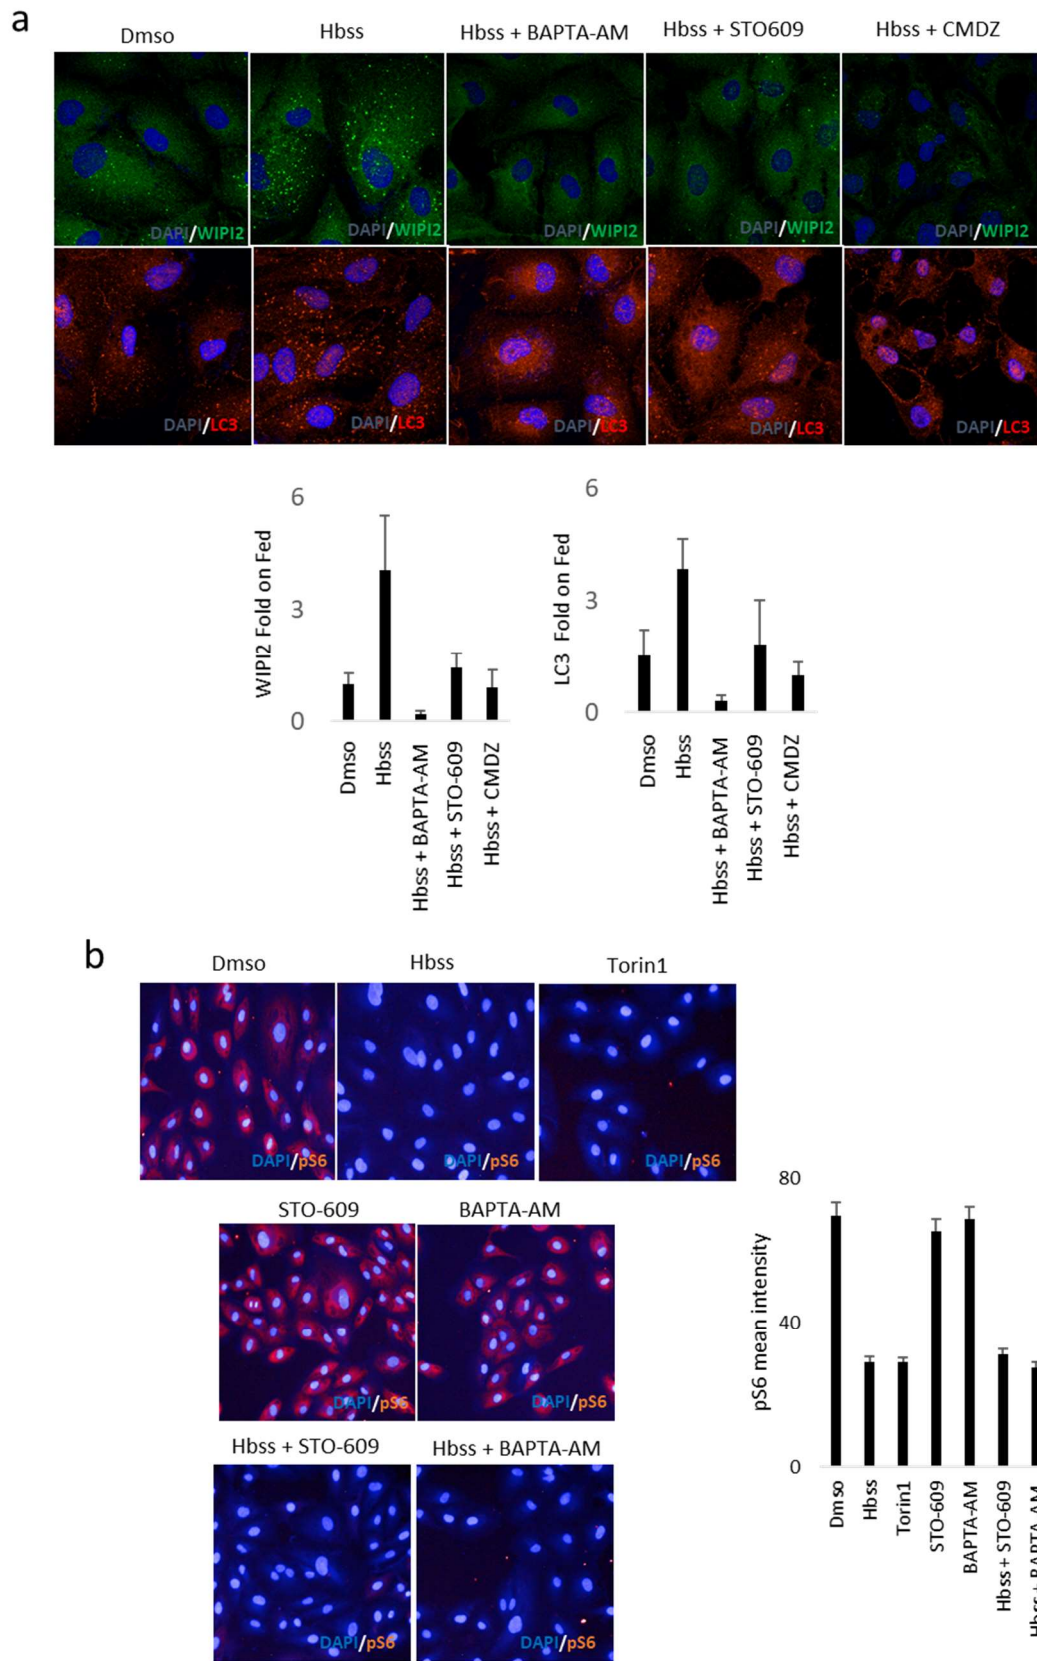 a
Dmso
Hbss
Hbss + BAPTA-AM
Hbss + STO609
Hbss + CMDZ
DAPI/WIPI2
DAPI/WIPI2
DAPI/WIPI2
DAPI/WIPI2
DAPI/WIPI2
DAPI/LC3
DAPI/LC3
DAPI/LC3
DAPI/LC3
DAPI/LC3
WIPI2 Fold on Fed
6
3
0
Dmso
Hbss
Hbss + BAPTA-AM
Hbss + STO-609
Hbss + CMDZ
LC3 Fold on Fed
6
3
0
Dmso
Hbss
Hbss + BAPTA-AM
Hbss + STO-609
Hbss + CMDZ
b
Dmso
Hbss
Torin1
DAPI/pS6
DAPI/pS6
DAPI/pS6
STO-609
BAPTA-AM
DAPI/pS6
DAPI/pS6
Hbss + STO-609
Hbss + BAPTA-AM
DAPI/pS6
DAPI/pS6
pS6 mean intensity
80
40
0
Dmso
Hbss
Torin1
STO-609
BAPTA-AM
Hbss + STO-609
Hbss + BAPTA-AM